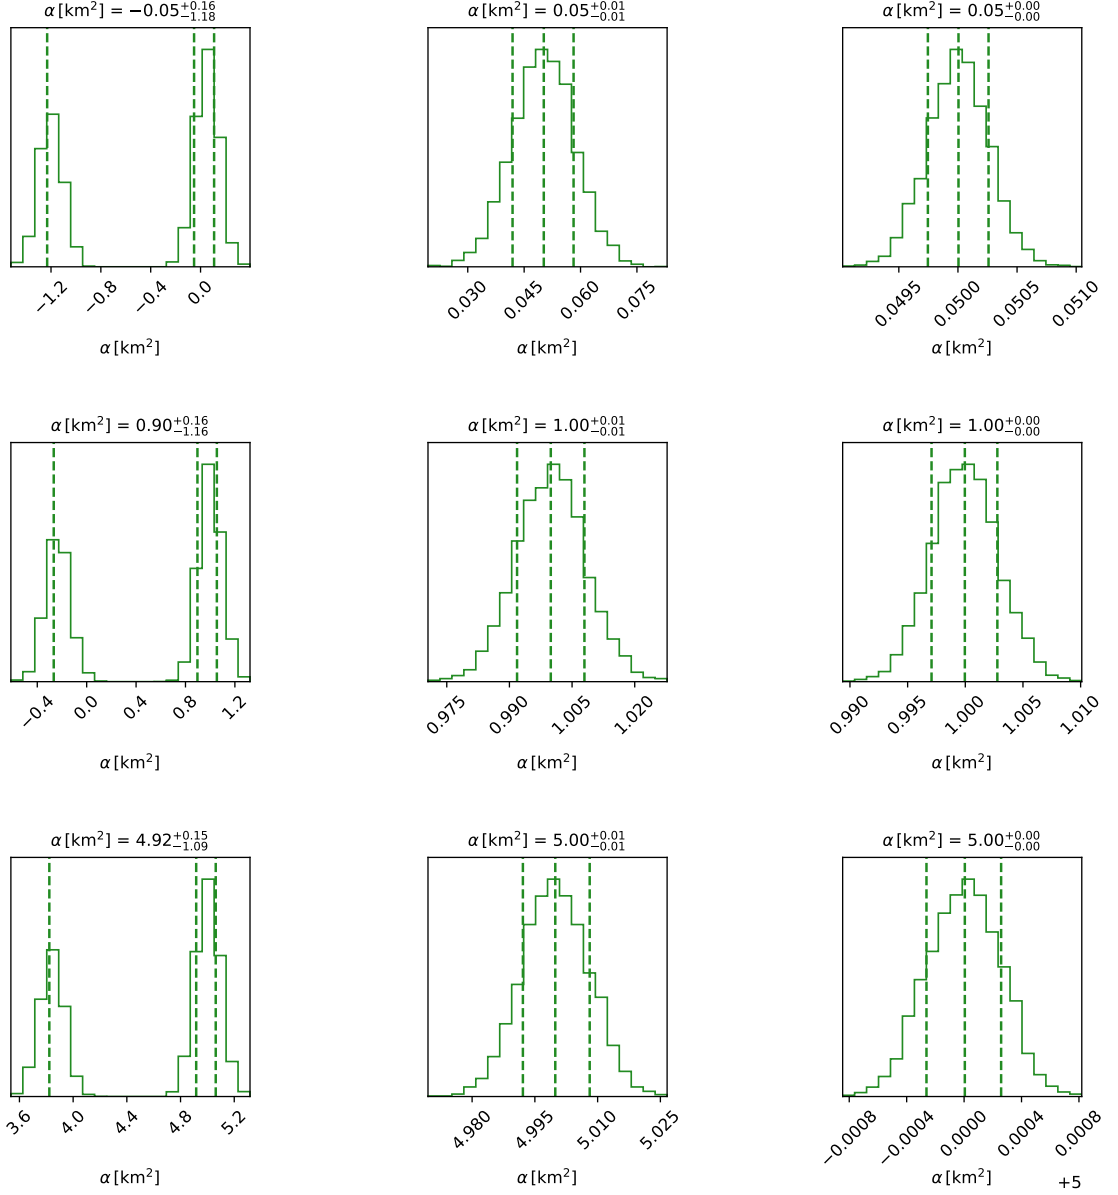 α [km²] = −0.05 +0.16 −1.18
α [km²] = 0.05 +0.01 −0.01
α [km²] = 0.05 +0.00 −0.00
−1.2 −0.8 −0.4 0.0
0.030 0.045 0.060 0.075
0.0495 0.0500 0.0505 0.0510
α [km²]
α [km²]
α [km²]
α [km²] = 0.90 +0.16 −1.16
α [km²] = 1.00 +0.01 −0.01
α [km²] = 1.00 +0.00 −0.00
−0.4 0.0 0.4 0.8 1.2
0.975 0.990 1.005 1.020
0.990 0.995 1.000 1.005 1.010
α [km²]
α [km²]
α [km²]
α [km²] = 4.92 +0.15 −1.09
α [km²] = 5.00 +0.01 −0.01
α [km²] = 5.00 +0.00 −0.00
3.6 4.0 4.4 4.8 5.2
4.980 4.995 5.010 5.025
−0.0008 −0.0004 0.0000 0.0004 0.0008
α [km²]
α [km²]
α [km²]
+5